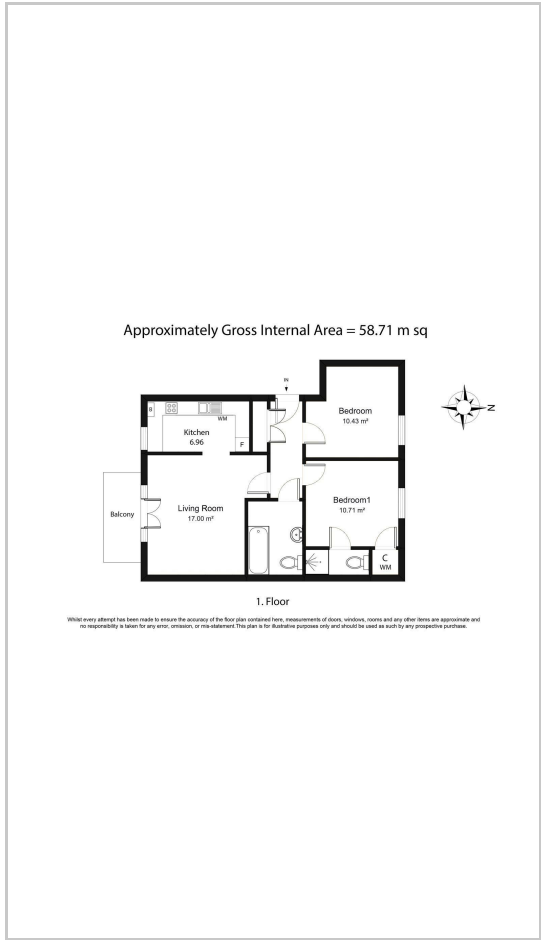 Approximately Gross Internal Area = 58.71 m sq
IN
N
B
WM
Kitchen
6.96
F
Bedroom
10.43 m²
Living Room
17.00 m²
Balcony
Bedroom1
10.71 m²
C
WM
1. Floor
Whilst every attempt has been made to ensure the accuracy of the floor plan contained here, measurements of doors, windows, rooms and any other items are approximate and
no responsibility is taken for any error, omission, or mis-statement.This plan is for illustrative purposes only and should be used as such by any prospective purchase.